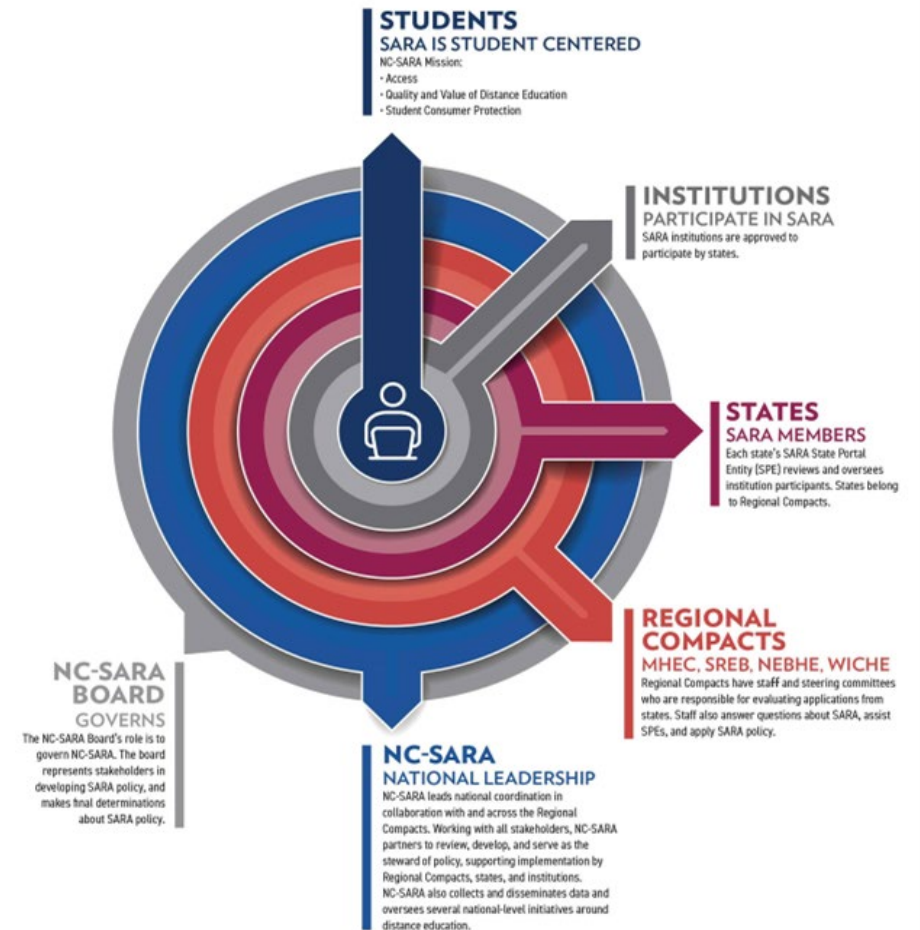 STUDENTS
SARA IS STUDENT CENTERED
NC-SARA Mission:
• Access
• Quality and Value of Distance Education
• Student Consumer Protection
INSTITUTIONS
PARTICIPATE IN SARA
SARA institutions are approved to
participate by states.
STATES
SARA MEMBERS
Each state's SARA State Portal
Entity (SPE) reviews and oversees
institution participants. States belong
to Regional Compacts.
REGIONAL
COMPACTS
MHEC, SREB, NEBHE, WICHE
Regional Compacts have staff and steering committees
who are responsible for evaluating applications from
states. Staff also answer questions about SARA, assist
SPEs, and apply SARA policy.
NC-SARA
NATIONAL LEADERSHIP
NC-SARA leads national coordination in
collaboration with and across the Regional
Compacts. Working with all stakeholders, NC-SARA
partners to review, develop, and serve as the
steward of policy, supporting implementation by
Regional Compacts, states, and institutions.
NC-SARA also collects and disseminates data and
oversees several national-level initiatives around
distance education.
NC-SARA
BOARD
GOVERNS
The NC-SARA Board's role is to
govern NC-SARA. The board
represents stakeholders in
developing SARA policy, and
makes final determinations
about SARA policy.